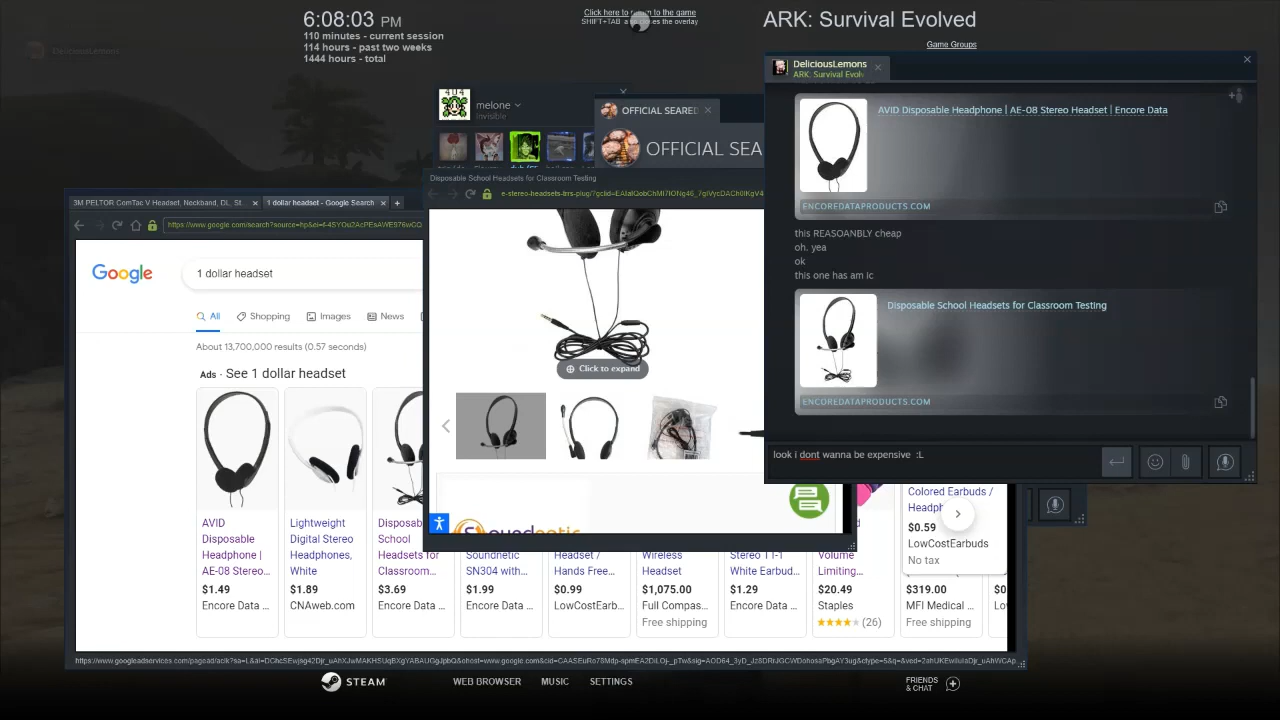 6:08:03 PM
110 minutes - current session
114 hours - past two weeks
1444 hours - total
Click here to return to the game
ARK: Survival Evolved
Game Groups
DeliciousLemons
DeliciousLemons
ARK: Survival Evol
AVID Disposable Headphone | AE-08 Stereo Headset | Encore Data
ENCOREDATAPRODUCTS.COM
this REASOANBLY cheap
oh. yea
ok
this one has am Ic
Disposable School Headsets for Classroom Testing
ENCOREDATAPRODUCTS.COM
look i dont wanna be expensive :L
melone
Invisible
OFFICIAL SEARED
OFFICIAL SEA
Disposable School Headsets for Classroom Testing
Click to expand
3M PELTOR ComTac V Headset, Neckband, DL, St...
1 dollar headset - Google Search
Google
1 dollar headset
All
Shopping
Images
News
About 13,700,000 results (0.57 seconds)
Ads · See 1 dollar headset
AVID
Disposable
Headphone |
AE-08 Stereo...
$1.49
Encore Data ...
Lightweight
Digital Stereo
Headphones,
White
$1.89
CNAweb.com
Disposab
School
Headsets for
Classroom...
$3.69
Encore Data ...
Soundnetic
SN304 with...
$1.99
Encore Data ...
Headset /
Hands Free...
$0.99
LowCostEarb...
Wireless
Headset
$1,075.00
Full Compas...
Free shipping
Stereo T1-1
White Earbud...
$1.29
Encore Data ...
Volume
Limiting...
$20.49
Staples
(26)
Colored Earbuds /
Headph
$0.59
LowCostEarbuds
No tax
$319.00
MFI Medical ...
Free shipping
STEAM
WEB BROWSER
MUSIC
SETTINGS
FRIENDS
& CHAT